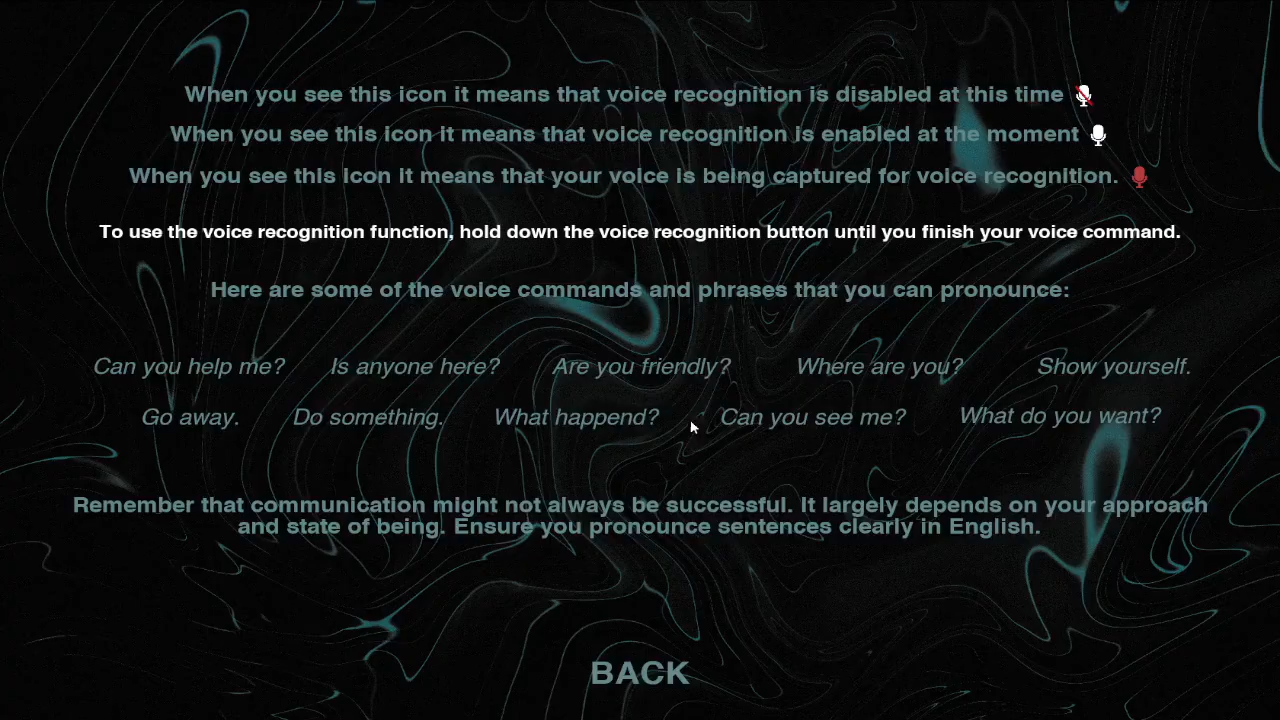 When you see this icon it means that voice recognition is disabled at this time
When you see this icon it means that voice recognition is enabled at the moment
When you see this icon it means that your voice is being captured for voice recognition.
To use the voice recognition function, hold down the voice recognition button until you finish your voice command.
Here are some of the voice commands and phrases that you can pronounce:
Can you help me? Is anyone here? Are you friendly? Where are you? Show yourself.
Go away. Do something. What happend? Can you see me? What do you want?
Remember that communication might not always be successful. It largely depends on your approach
and state of being. Ensure you pronounce sentences clearly in English.
BACK